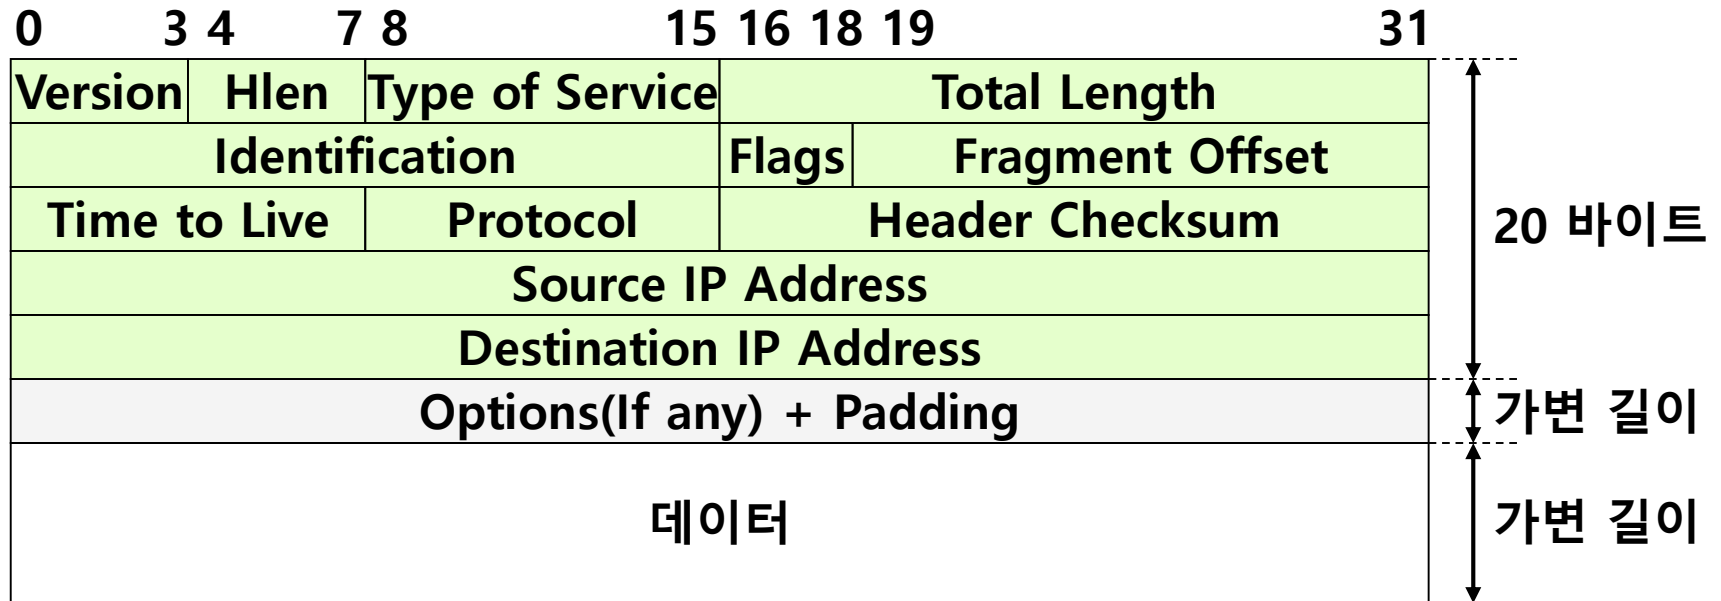 0 3 4 7 8 15 16 18 19 31
Version Hlen Type of Service Total Length
Identification Flags Fragment Offset
Time to Live Protocol Header Checksum
20 바이트
Source IP Address
Destination IP Address
Options(If any) + Padding 가변 길이
데이터 가변 길이